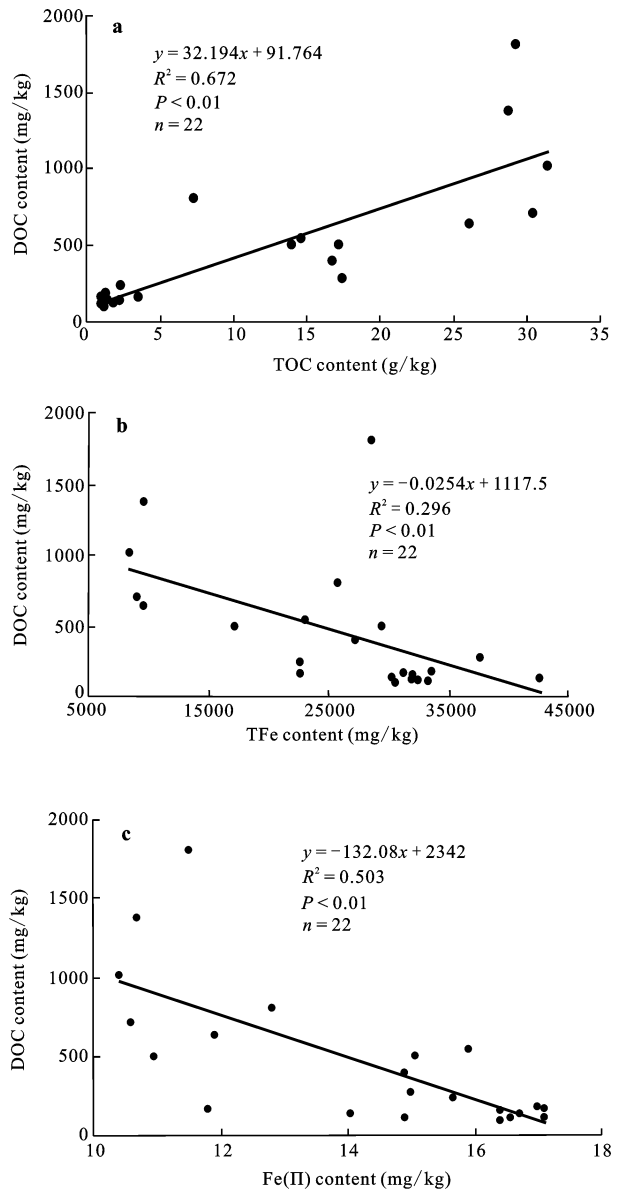 a
y = 32.194x + 91.764
R² = 0.672
P < 0.01
n = 22
DOC content (mg/kg)
2000
1500
1000
500
0
0 5 10 15 20 25 30 35
TOC content (g/kg)
b
y = −0.0254x + 1117.5
R² = 0.296
P < 0.01
n = 22
DOC content (mg/kg)
2000
1500
1000
500
0
5000 15000 25000 35000 45000
TFe content (mg/kg)
c
y = −132.08x + 2342
R² = 0.503
P < 0.01
n = 22
DOC content (mg/kg)
2000
1500
1000
500
0
10 12 14 16 18
Fe(Π) content (mg/kg)